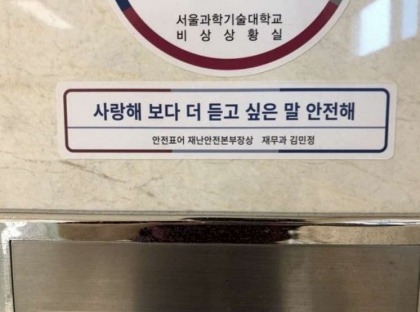 서울과학기술대학교
비 상 상 황 실
사랑해 보다 더 듣고 싶은 말 안전해
안전표어 재난안전본부장상 재무과 김민정